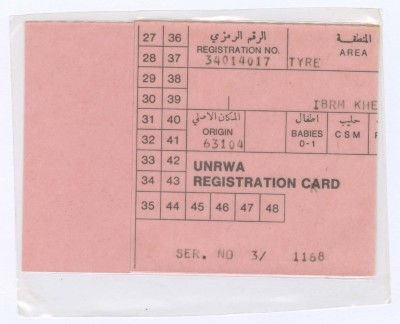 27 36 الرقم الرمزي المنطقة
REGISTRATION NO. AREA
28 37 34014017 TYRE
29 38
30 39 IBRM KHE
31 40 المكان الاصلي اطفال حليب
32 41 ORIGIN BABIES 0-1 C S M
63104
33 42 UNRWA
34 43 REGISTRATION CARD
35 44 45 46 47 48
SER. NO 3/ 1168